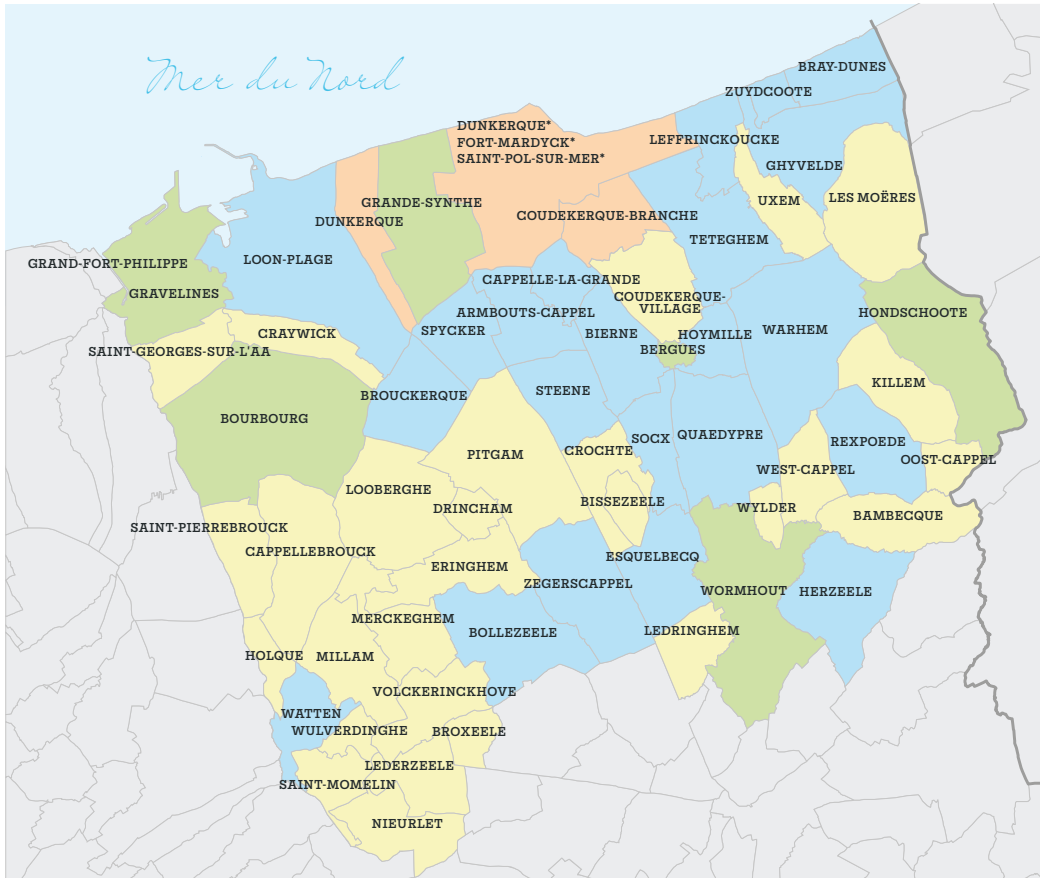 Mer du Nord
BRAY-DUNES
ZUYDCOOTE
DUNKERQUE*
FORT-MARDYCK*
SAINT-POL-SUR-MER*
LEFFRINCKOUCKE
GHYVELDE
UXEM
LES MOËRES
GRANDE-SYNTHE
DUNKERQUE
COUDEKERQUE-BRANCHE
TETEGHEM
GRAND-FORT-PHILIPPE
LOON-PLAGE
GRAVELINES
CAPPELLE-LA-GRANDE
COUDEKERQUE-
VILLAGE
ARMBOUTS-CAPPEL
HONDSCHOOTE
CRAYWICK
SPYCKER
BIERNE
HOYMILLE
WARHEM
SAINT-GEORGES-SUR-L'AA
BERGUES
KILLEM
BROUCKERQUE
STEENE
BOURBOURG
SOCX
QUAEDYPRE
REXPOEDE
PITGAM
CROCHTE
WEST-CAPPEL
OOST-CAPPEL
LOOBERGHE
BISSEZEELE
DRINCHAM
WYLDER
BAMBECQUE
SAINT-PIERREBROUCK
CAPPELLEBROUCK
ESQUELBECQ
ERINGHEM
ZEGERSCAPPEL
WORMHOUT
HERZEELE
MERCKEGHEM
BOLLEZEELE
LEDRINGHEM
HOLQUE
MILLAM
VOLCKERINCKHOVE
WATTEN
WULVERDINGHE
BROXEELE
LEDERZEELE
SAINT-MOMELIN
NIEURLET